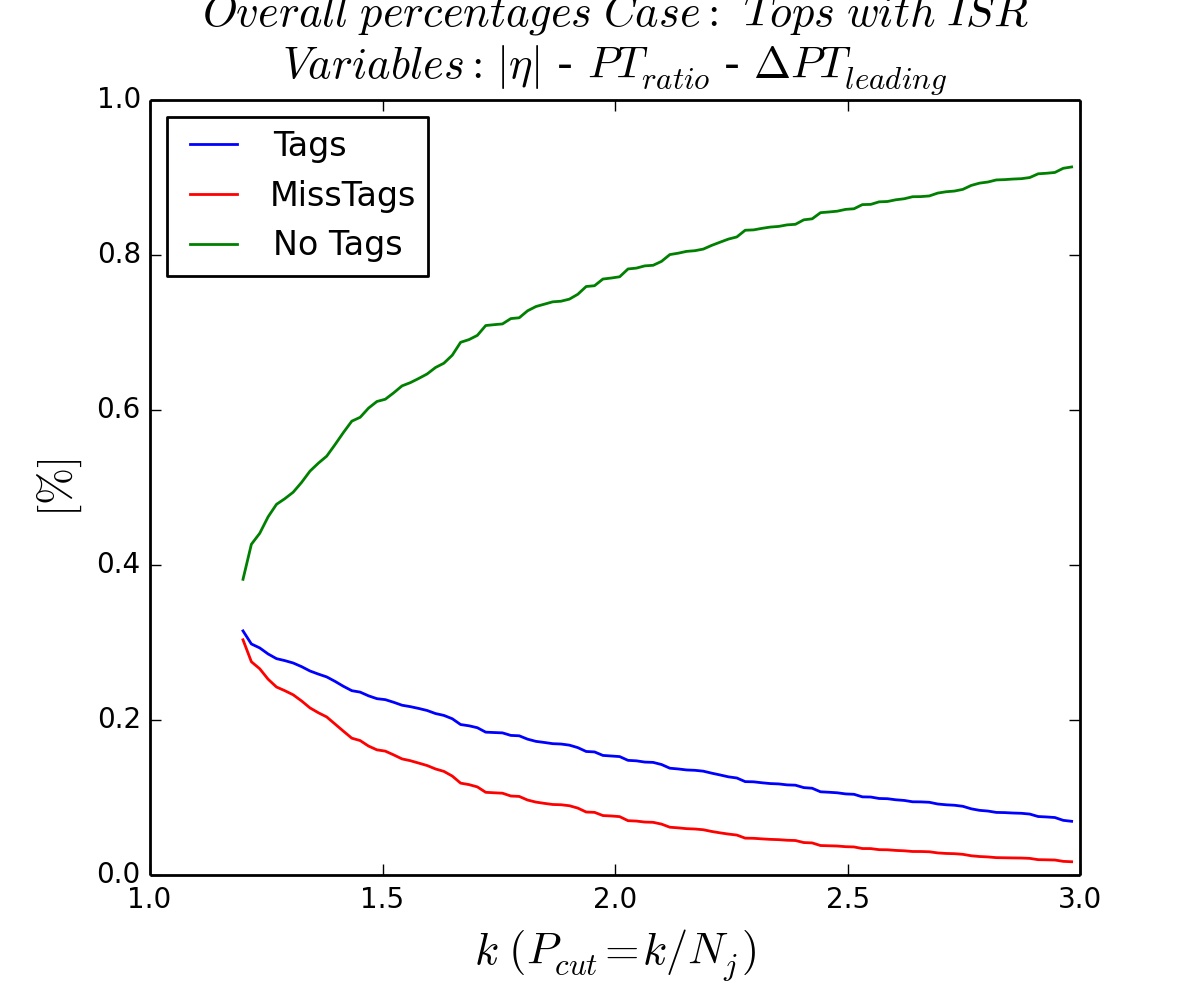 Overall percentages Case: Tops with ISR
Variables: |η| - PT_ratio - ΔPT_leading
1.0
0.8
0.6
0.4
0.2
0.0
[%]
Tags
MissTags
No Tags
1.0 1.5 2.0 2.5 3.0
k (P_cut = k/N_j)